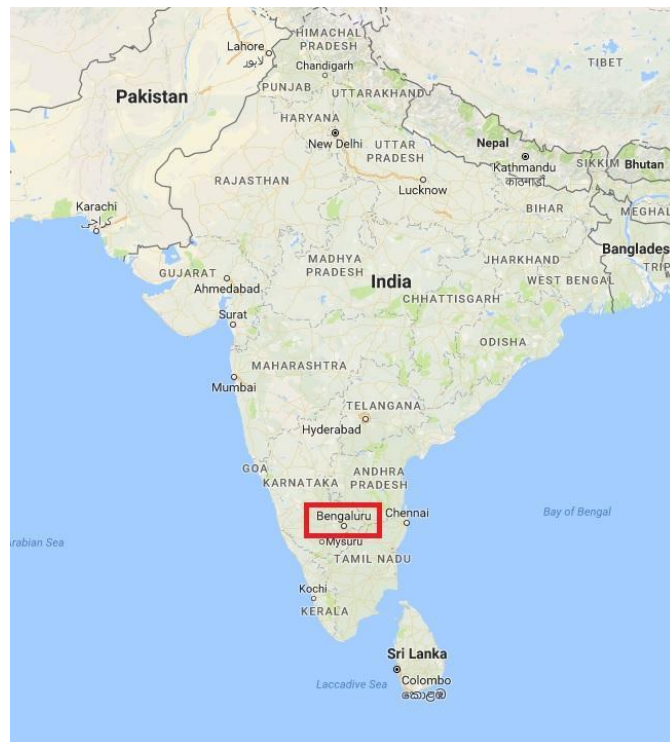 HIMACHAL
PRADESH
Lahore
لاہور
Chandigarh
TIBET
PUNJAB
UTTARAKHAND
Pakistan
HARYANA
New Delhi
UTTAR
PRADESH
Nepal
Kathmandu
काठमाडौं
SIKKIM
Bhutan
RAJASTHAN
Lucknow
Karachi
كراچى
BIHAR
MEGHAL
Bangladesh
TRIP
GUJARAT
Ahmedabad
MADHYA
PRADESH
India
JHARKHAND
WEST BENGAL
CHHATTISGARH
Surat
ODISHA
MAHARASHTRA
Mumbai
TELANGANA
Hyderabad
GOA
KARNATAKA
ANDHRA
PRADESH
Bengaluru
Chennai
Bay of Bengal
rabian Sea
Mysuru
TAMIL NADU
Kochi
KERALA
Sri Lanka
Colombo
කොළඹ
Laccadive Sea